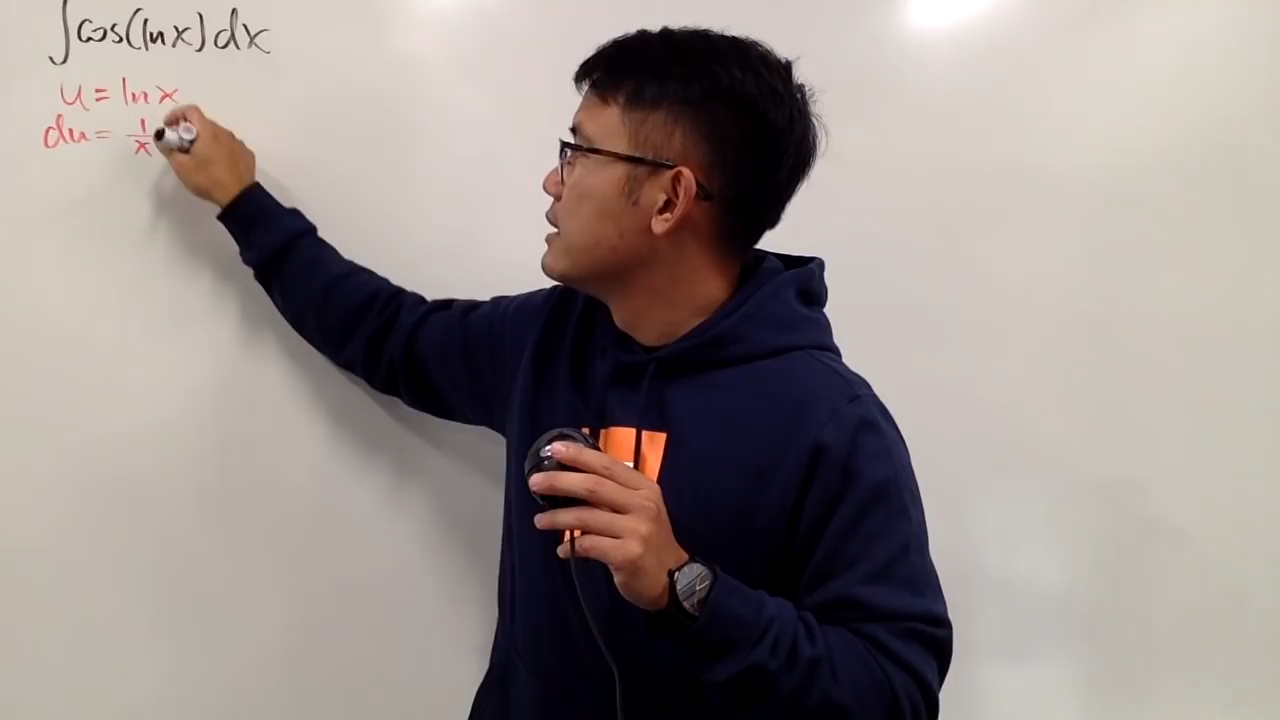 ∫cos(lnx)dx
u = lnx
du = 1/x